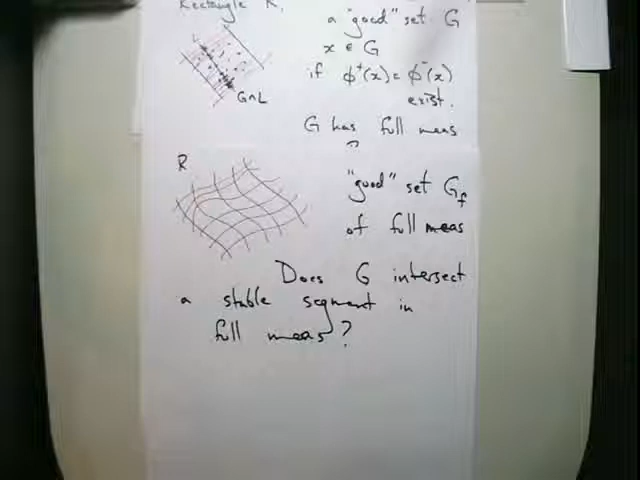 Rectangle R,
a "good" set G
x ∈ G
if ϕ⁺(x) = ϕ⁻(x)
exist.
G∩L
G has full meas
R
"good" set G_f
of full meas
Does G intersect
a stable segment in
full meas?